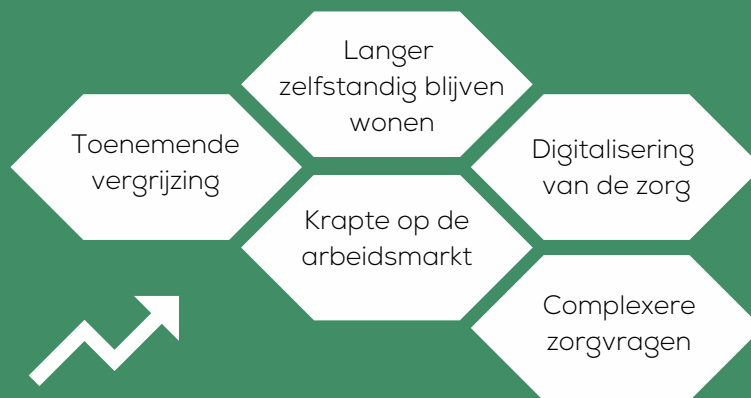 Langer
zelfstandig blijven
wonen
Toenemende
vergrijzing
Digitalisering
van de zorg
Krapte op de
arbeidsmarkt
Complexere
zorgvragen